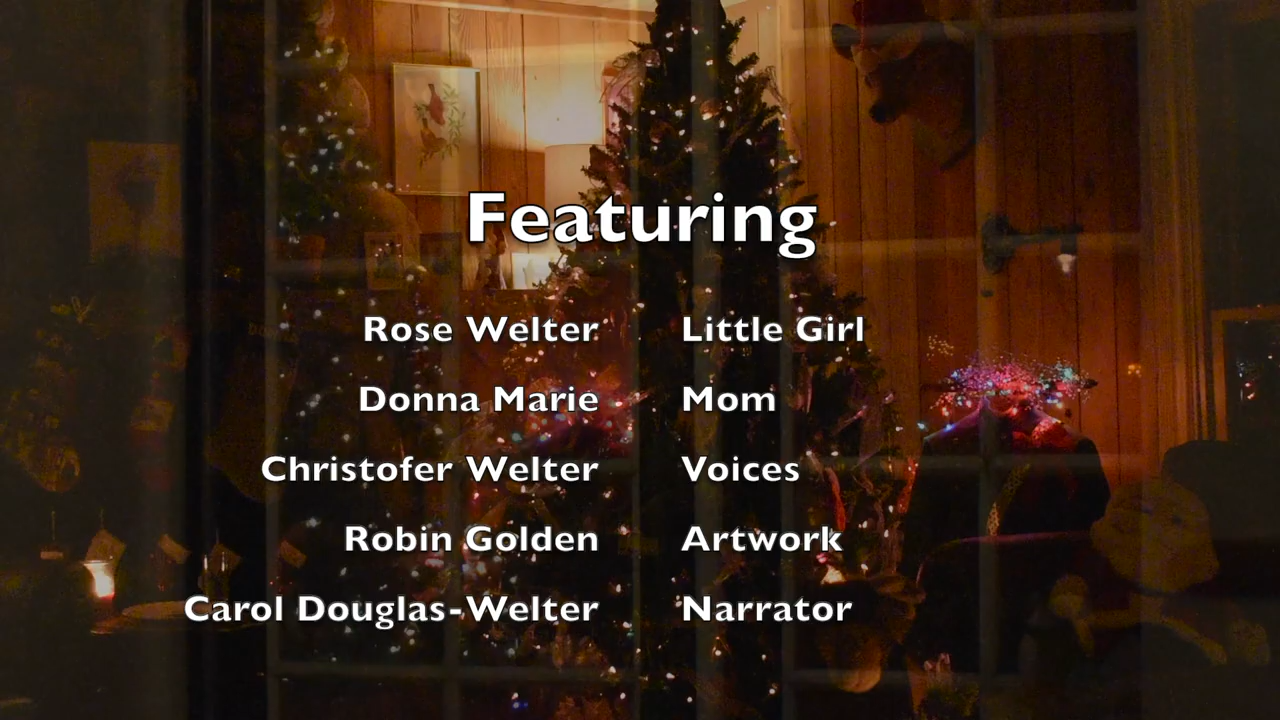 Featuring
Rose Welter Little Girl
Donna Marie Mom
Christofer Welter Voices
Robin Golden Artwork
Carol Douglas-Welter Narrator